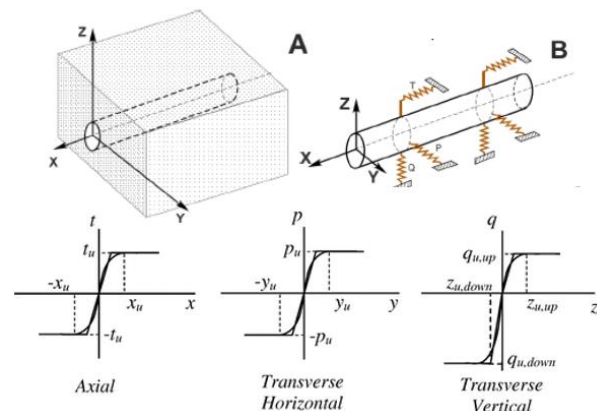 Z
A
X
Y
B
T
Z
X
Y
Q
P
t
t_u
-x_u
x_u
x
-t_u
Axial
p
p_u
-y_u
y_u
y
-p_u
Transverse
Horizontal
q
q_u,up
z_u,down
z_u,up
z
q_u,down
Transverse
Vertical